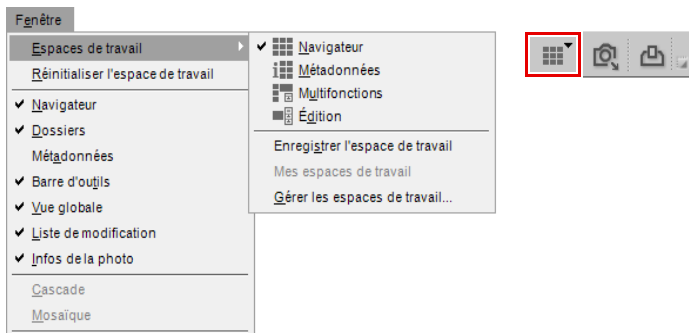 Fenêtre
Espaces de travail
Réinitialiser l'espace de travail
Navigateur
Dossiers
Métadonnées
Barre d'outils
Vue globale
Liste de modification
Infos de la photo
Cascade
Mosaïque
Navigateur
Métadonnées
Multifonctions
Édition
Enregistrer l'espace de travail
Mes espaces de travail
Gérer les espaces de travail...